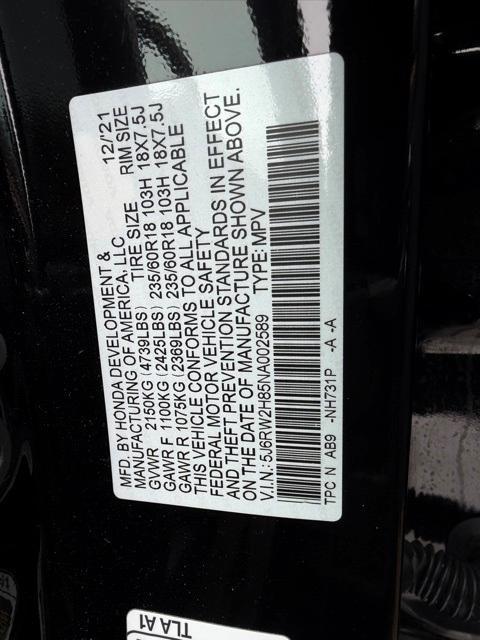 MFD. BY HONDA DEVELOPMENT &
MANUFACTURING OF AMERICA, LLC 12/'21
TIRE SIZE RIM SIZE
GVWR 2150KG (4739LBS)
GAWR F 1100KG (2425LBS) 235/60R18 103H 18X7.5J
GAWR R 1075KG (2369LBS) 235/60R18 103H 18X7.5J
THIS VEHICLE CONFORMS TO ALL APPLICABLE
FEDERAL MOTOR VEHICLE SAFETY
AND THEFT PREVENTION STANDARDS IN EFFECT
ON THE DATE OF MANUFACTURE SHOWN ABOVE.
V.I.N.: 5J6RW2H85NA002589 TYPE: MPV
TPC N AB9 -NH731P -A -A
TLA A1